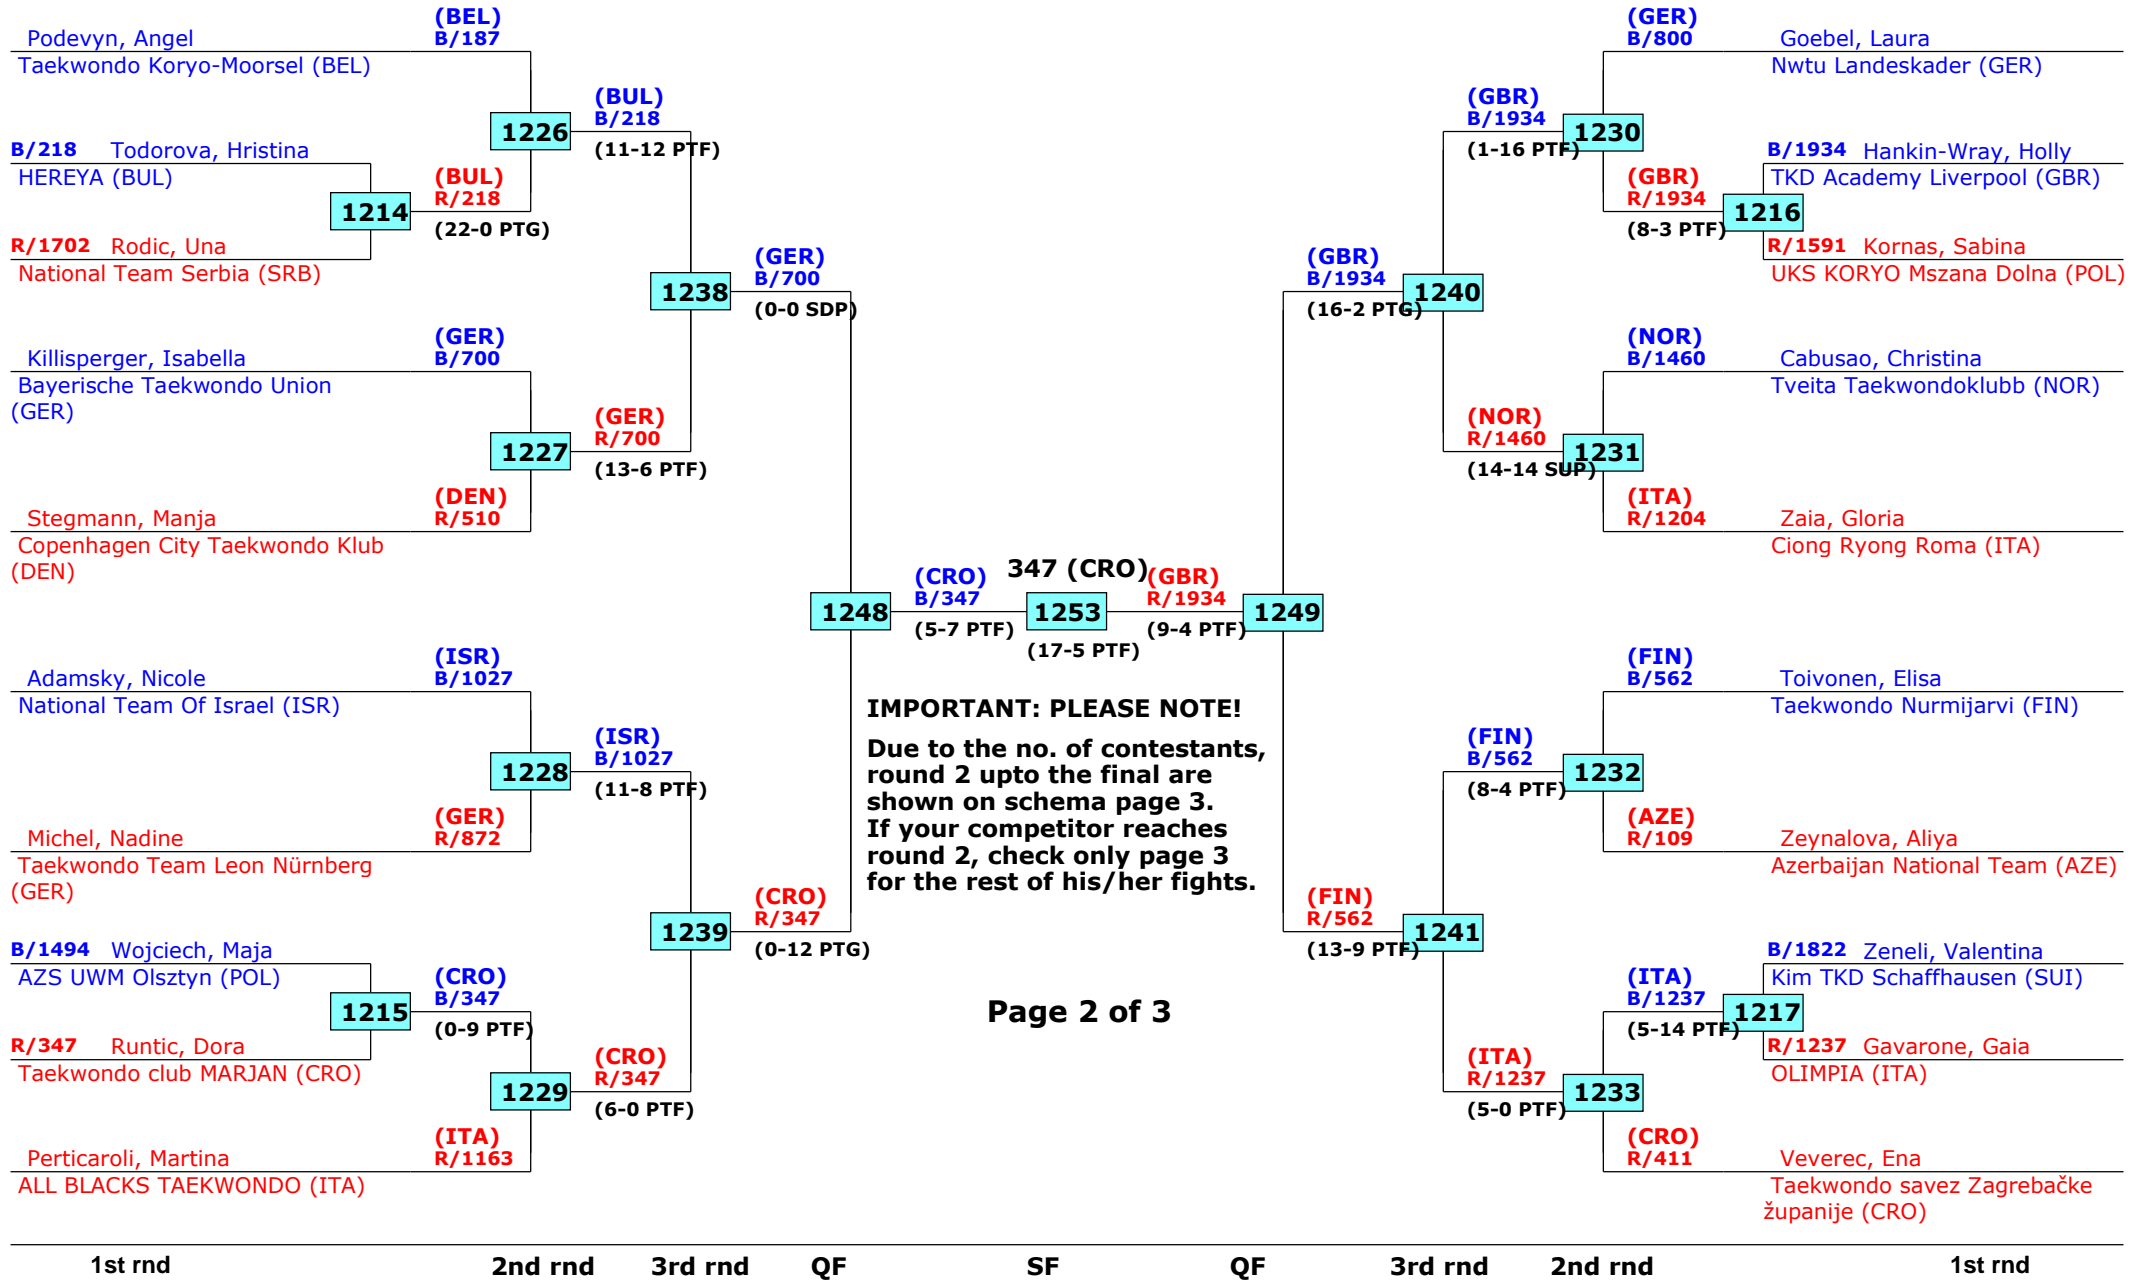 (BEL)
B/187
Podevyn, Angel
Taekwondo Koryo-Moorsel (BEL)
1226
(BUL)
B/218
(11-12 PTF)
B/218 Todorova, Hristina
HEREYA (BUL)
1214
(BUL)
R/218
(22-0 PTG)
R/1702 Rodic, Una
National Team Serbia (SRB)
1238
(GER)
B/700
(0-0 SDP)
(GER)
B/700
Killisperger, Isabella
Bayerische Taekwondo Union
(GER)
1227
(GER)
R/700
(13-6 PTF)
(DEN)
R/510
Stegmann, Manja
Copenhagen City Taekwondo Klub
(DEN)
1248
(CRO)
B/347
(5-7 PTF)
347 (CRO)
1253
(17-5 PTF)
(GBR)
R/1934
(9-4 PTF)
1249
(ISR)
B/1027
Adamsky, Nicole
National Team Of Israel (ISR)
1228
(ISR)
B/1027
(11-8 PTF)
(GER)
R/872
Michel, Nadine
Taekwondo Team Leon Nürnberg
(GER)
1239
(CRO)
R/347
(0-12 PTG)
B/1494 Wojciech, Maja
AZS UWM Olsztyn (POL)
1215
(CRO)
B/347
(0-9 PTF)
R/347 Runtic, Dora
Taekwondo club MARJAN (CRO)
1229
(CRO)
R/347
(6-0 PTF)
(ITA)
R/1163
Perticaroli, Martina
ALL BLACKS TAEKWONDO (ITA)
IMPORTANT: PLEASE NOTE!
Due to the no. of contestants,
round 2 upto the final are
shown on schema page 3.
If your competitor reaches
round 2, check only page 3
for the rest of his/her fights.
Page 2 of 3
(GER)
B/800
Goebel, Laura
Nwtu Landeskader (GER)
(GBR)
B/1934
(1-16 PTF)
1230
B/1934 Hankin-Wray, Holly
TKD Academy Liverpool (GBR)
(GBR)
R/1934
(8-3 PTF)
1216
R/1591 Kornas, Sabina
UKS KORYO Mszana Dolna (POL)
(GBR)
B/1934
(16-2 PTG)
1240
(NOR)
B/1460
Cabusao, Christina
Tveita Taekwondoklubb (NOR)
(NOR)
R/1460
(14-14 SUP)
1231
(ITA)
R/1204
Zaia, Gloria
Ciong Ryong Roma (ITA)
(FIN)
B/562
Toivonen, Elisa
Taekwondo Nurmijarvi (FIN)
(FIN)
B/562
(8-4 PTF)
1232
(AZE)
R/109
Zeynalova, Aliya
Azerbaijan National Team (AZE)
(FIN)
R/562
(13-9 PTF)
1241
B/1822 Zeneli, Valentina
Kim TKD Schaffhausen (SUI)
(ITA)
B/1237
(5-14 PTF)
1217
R/1237 Gavarone, Gaia
OLIMPIA (ITA)
(ITA)
R/1237
(5-0 PTF)
1233
(CRO)
R/411
Veverec, Ena
Taekwondo savez Zagrebačke
županije (CRO)
1st rnd 2nd rnd 3rd rnd QF SF QF 3rd rnd 2nd rnd 1st rnd